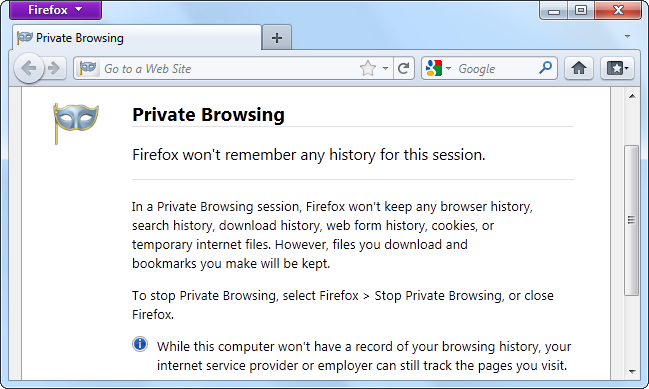 Firefox
Private Browsing
Go to a Web Site
Google
Private Browsing
Firefox won't remember any history for this session.
In a Private Browsing session, Firefox won't keep any browser history,
search history, download history, web form history, cookies, or
temporary internet files. However, files you download and
bookmarks you make will be kept.
To stop Private Browsing, select Firefox > Stop Private Browsing, or close
Firefox.
While this computer won't have a record of your browsing history, your
internet service provider or employer can still track the pages you visit.